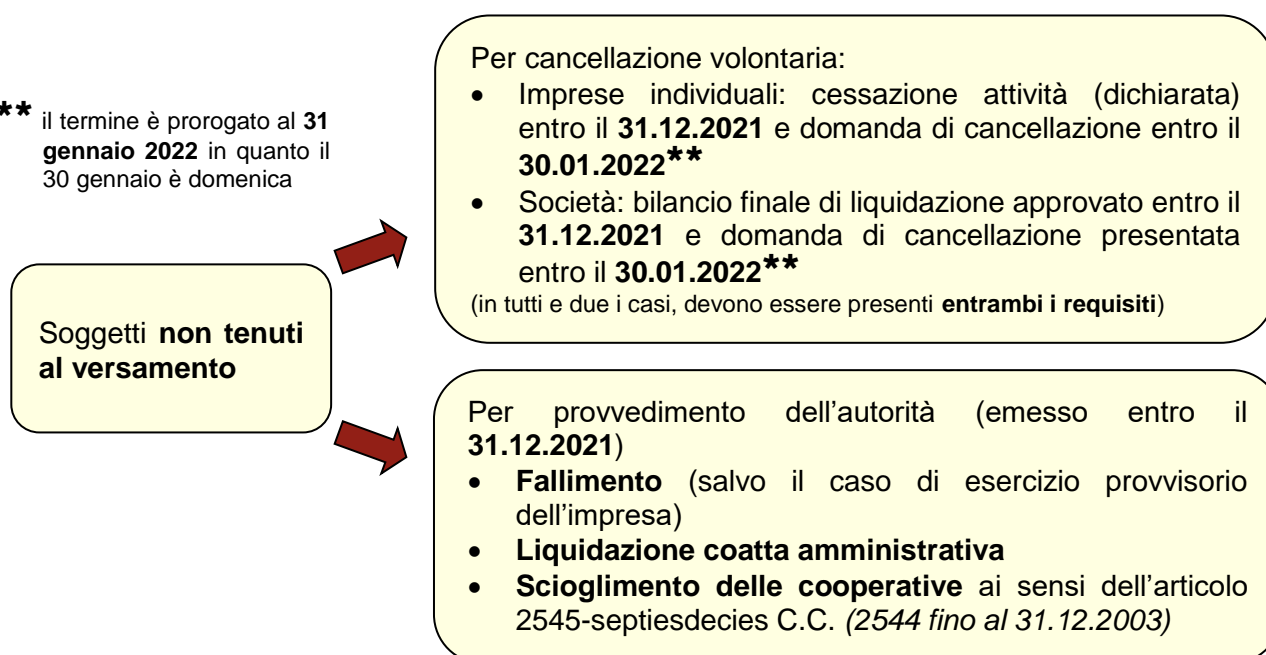 ** il termine è prorogato al 31
gennaio 2022 in quanto il
30 gennaio è domenica
Soggetti non tenuti
al versamento
Per cancellazione volontaria:
• Imprese individuali: cessazione attività (dichiarata)
entro il 31.12.2021 e domanda di cancellazione entro il
30.01.2022**
• Società: bilancio finale di liquidazione approvato entro il
31.12.2021 e domanda di cancellazione presentata
entro il 30.01.2022**
(in tutti e due i casi, devono essere presenti entrambi i requisiti)
Per provvedimento dell'autorità (emesso entro il
31.12.2021)
• Fallimento (salvo il caso di esercizio provvisorio
dell'impresa)
• Liquidazione coatta amministrativa
• Scioglimento delle cooperative ai sensi dell'articolo
2545-septiesdecies C.C. (2544 fino al 31.12.2003)